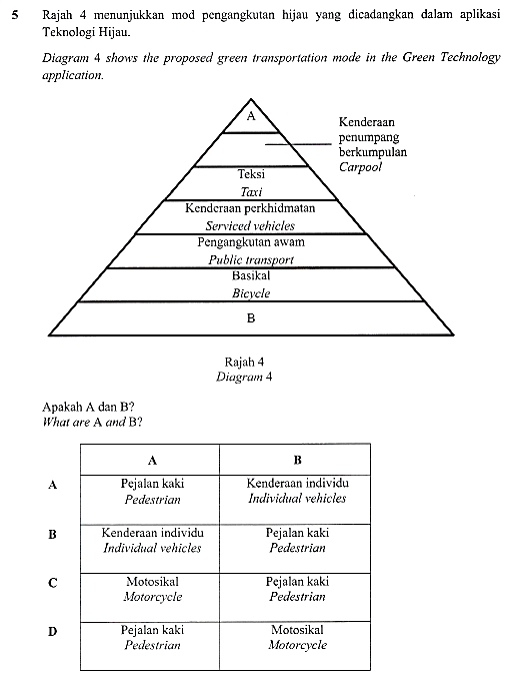 5 Rajah 4 menunjukkan mod pengangkutan hijau yang dicadangkan dalam aplikasi
Teknologi Hijau.
Diagram 4 shows the proposed green transportation mode in the Green Technology
application.
A
Kenderaan
penumpang
berkumpulan
Carpool
Teksi
Taxi
Kenderaan perkhidmatan
Serviced vehicles
Pengangkutan awam
Public transport
Basikal
Bicycle
B
Rajah 4
Diagram 4
Apakah A dan B?
What are A and B?
A B
A Pejalan kaki Kenderaan individu
Pedestrian Individual vehicles
B Kenderaan individu Pejalan kaki
Individual vehicles Pedestrian
C Motosikal Pejalan kaki
Motorcycle Pedestrian
D Pejalan kaki Motosikal
Pedestrian Motorcycle